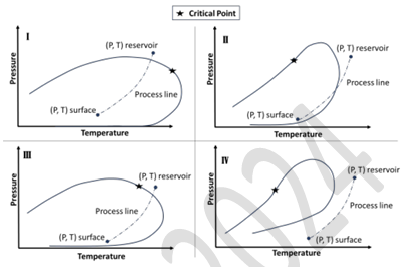 ★ Critical Point
I
(P, T) reservoir
Process line
(P, T) surface
Pressure
Temperature
II
(P, T) reservoir
Process line
(P, T) surface
Pressure
Temperature
III
(P, T) reservoir
Process line
(P, T) surface
Pressure
Temperature
IV
(P, T) reservoir
Process line
(P, T) surface
Pressure
Temperature
2024